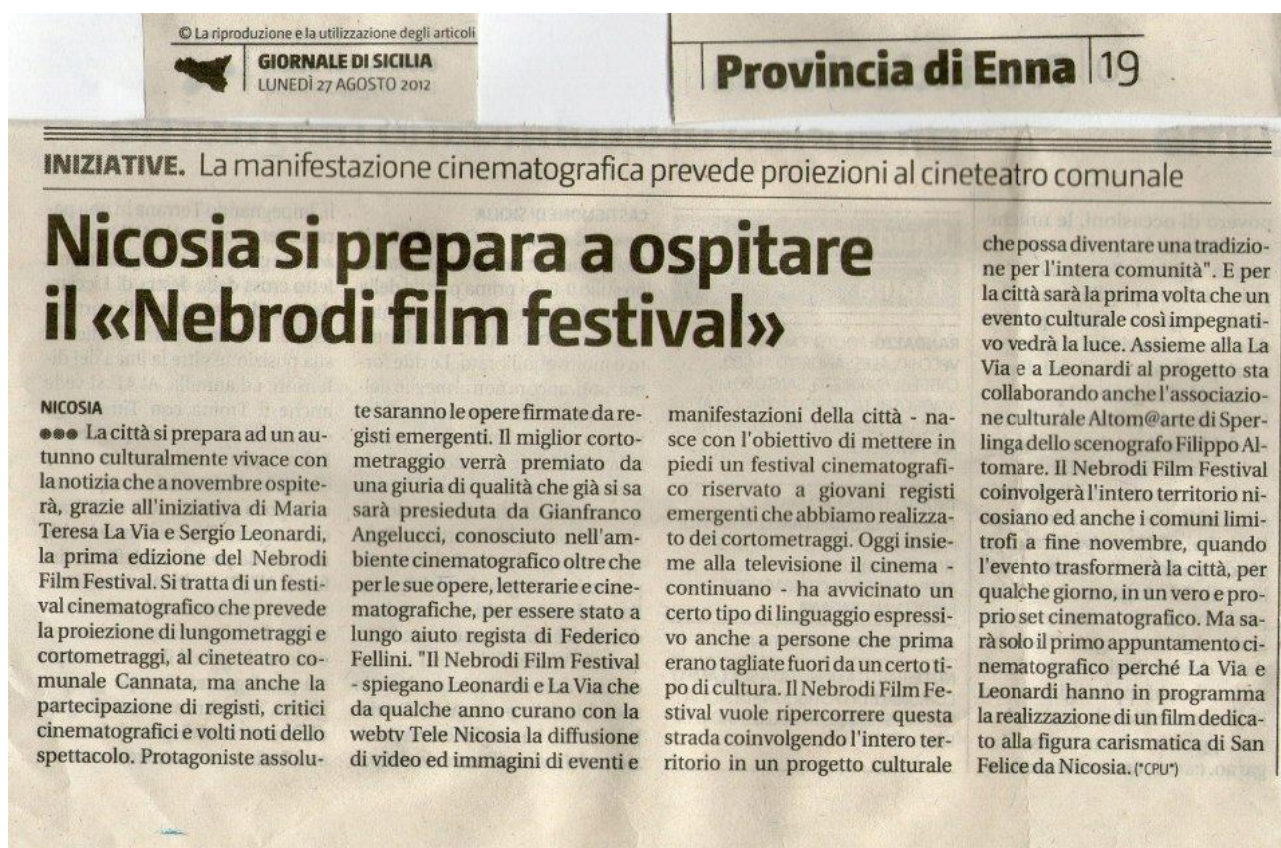 © La riproduzione e la utilizzazione degli articoli
GIORNALE DI SICILIA
LUNEDÌ 27 AGOSTO 2012
Provincia di Enna 19
INIZIATIVE. La manifestazione cinematografica prevede proiezioni al cineteatro comunale
Nicosia si prepara a ospitare
il «Nebrodi film festival»
NICOSIA
●●● La città si prepara ad un au-
tunno culturalmente vivace con
la notizia che a novembre ospite-
rà, grazie all'iniziativa di Maria
Teresa La Via e Sergio Leonardi,
la prima edizione del Nebrodi
Film Festival. Si tratta di un festi-
val cinematografico che prevede
la proiezione di lungometraggi e
cortometraggi, al cineteatro co-
munale Cannata, ma anche la
partecipazione di registi, critici
cinematografici e volti noti dello
spettacolo. Protagoniste assolu-
te saranno le opere firmate da re-
gisti emergenti. Il miglior corto-
metraggio verrà premiato da
una giuria di qualità che già si sa
sarà presieduta da Gianfranco
Angelucci, conosciuto nell'am-
biente cinematografico oltre che
per le sue opere, letterarie e cine-
matografiche, per essere stato a
lungo aiuto regista di Federico
Fellini. "Il Nebrodi Film Festival
- spiegano Leonardi e La Via che
da qualche anno curano con la
webtv Tele Nicosia la diffusione
di video ed immagini di eventi e
manifestazioni della città - na-
sce con l'obiettivo di mettere in
piedi un festival cinematografi-
co riservato a giovani registi
emergenti che abbiamo realizza-
to dei cortometraggi. Oggi insie-
me alla televisione il cinema -
continuano - ha avvicinato un
certo tipo di linguaggio espressi-
vo anche a persone che prima
erano tagliate fuori da un certo ti-
po di cultura. Il Nebrodi Film Fe-
stival vuole ripercorrere questa
strada coinvolgendo l'intero ter-
ritorio in un progetto culturale
che possa diventare una tradizio-
ne per l'intera comunità". E per
la città sarà la prima volta che un
evento culturale così impegnati-
vo vedrà la luce. Assieme alla La
Via e a Leonardi al progetto sta
collaborando anche l'associazio-
ne culturale Altom@arte di Sper-
linga dello scenografo Filippo Al-
tomare. Il Nebrodi Film Festival
coinvolgerà l'intero territorio ni-
cosiano ed anche i comuni limi-
trofi a fine novembre, quando
l'evento trasformerà la città, per
qualche giorno, in un vero e pro-
prio set cinematografico. Ma sa-
rà solo il primo appuntamento ci-
nematografico perché La Via e
Leonardi hanno in programma
la realizzazione di un film dedica-
to alla figura carismatica di San
Felice da Nicosia. (*CPU*)